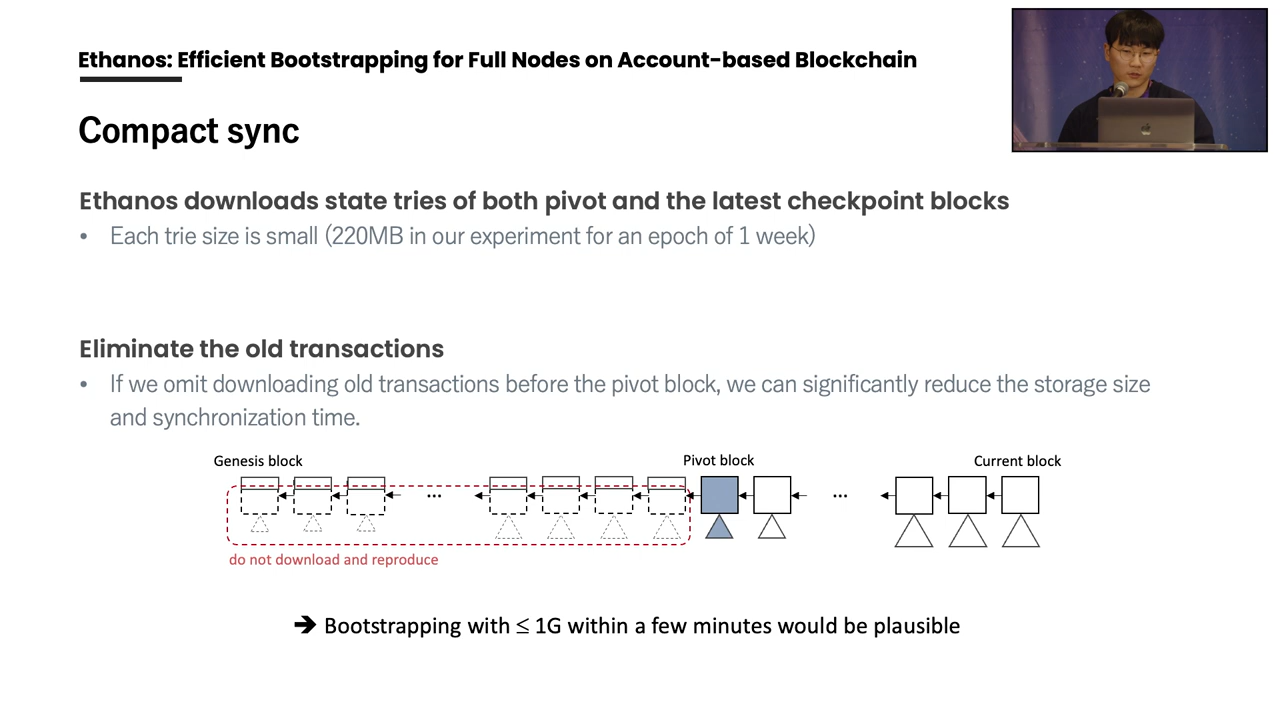 Ethanos: Efficient Bootstrapping for Full Nodes on Account-based Blockchain
Compact sync
Ethanos downloads state tries of both pivot and the latest checkpoint blocks
• Each trie size is small (220MB in our experiment for an epoch of 1 week)
Eliminate the old transactions
• If we omit downloading old transactions before the pivot block, we can significantly reduce the storage size
and synchronization time.
Genesis block Pivot block Current block
... ...
do not download and reproduce
➔ Bootstrapping with ≤ 1G within a few minutes would be plausible